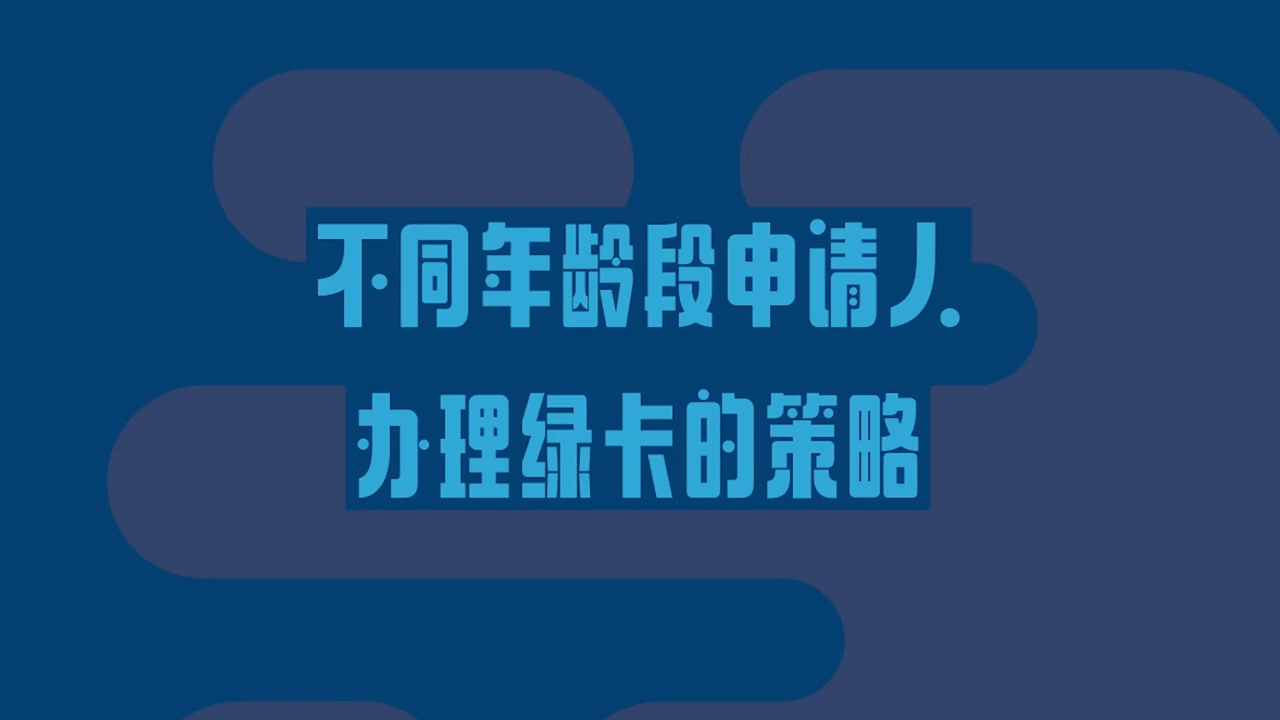 不同年龄段申请人
办理绿卡的策略